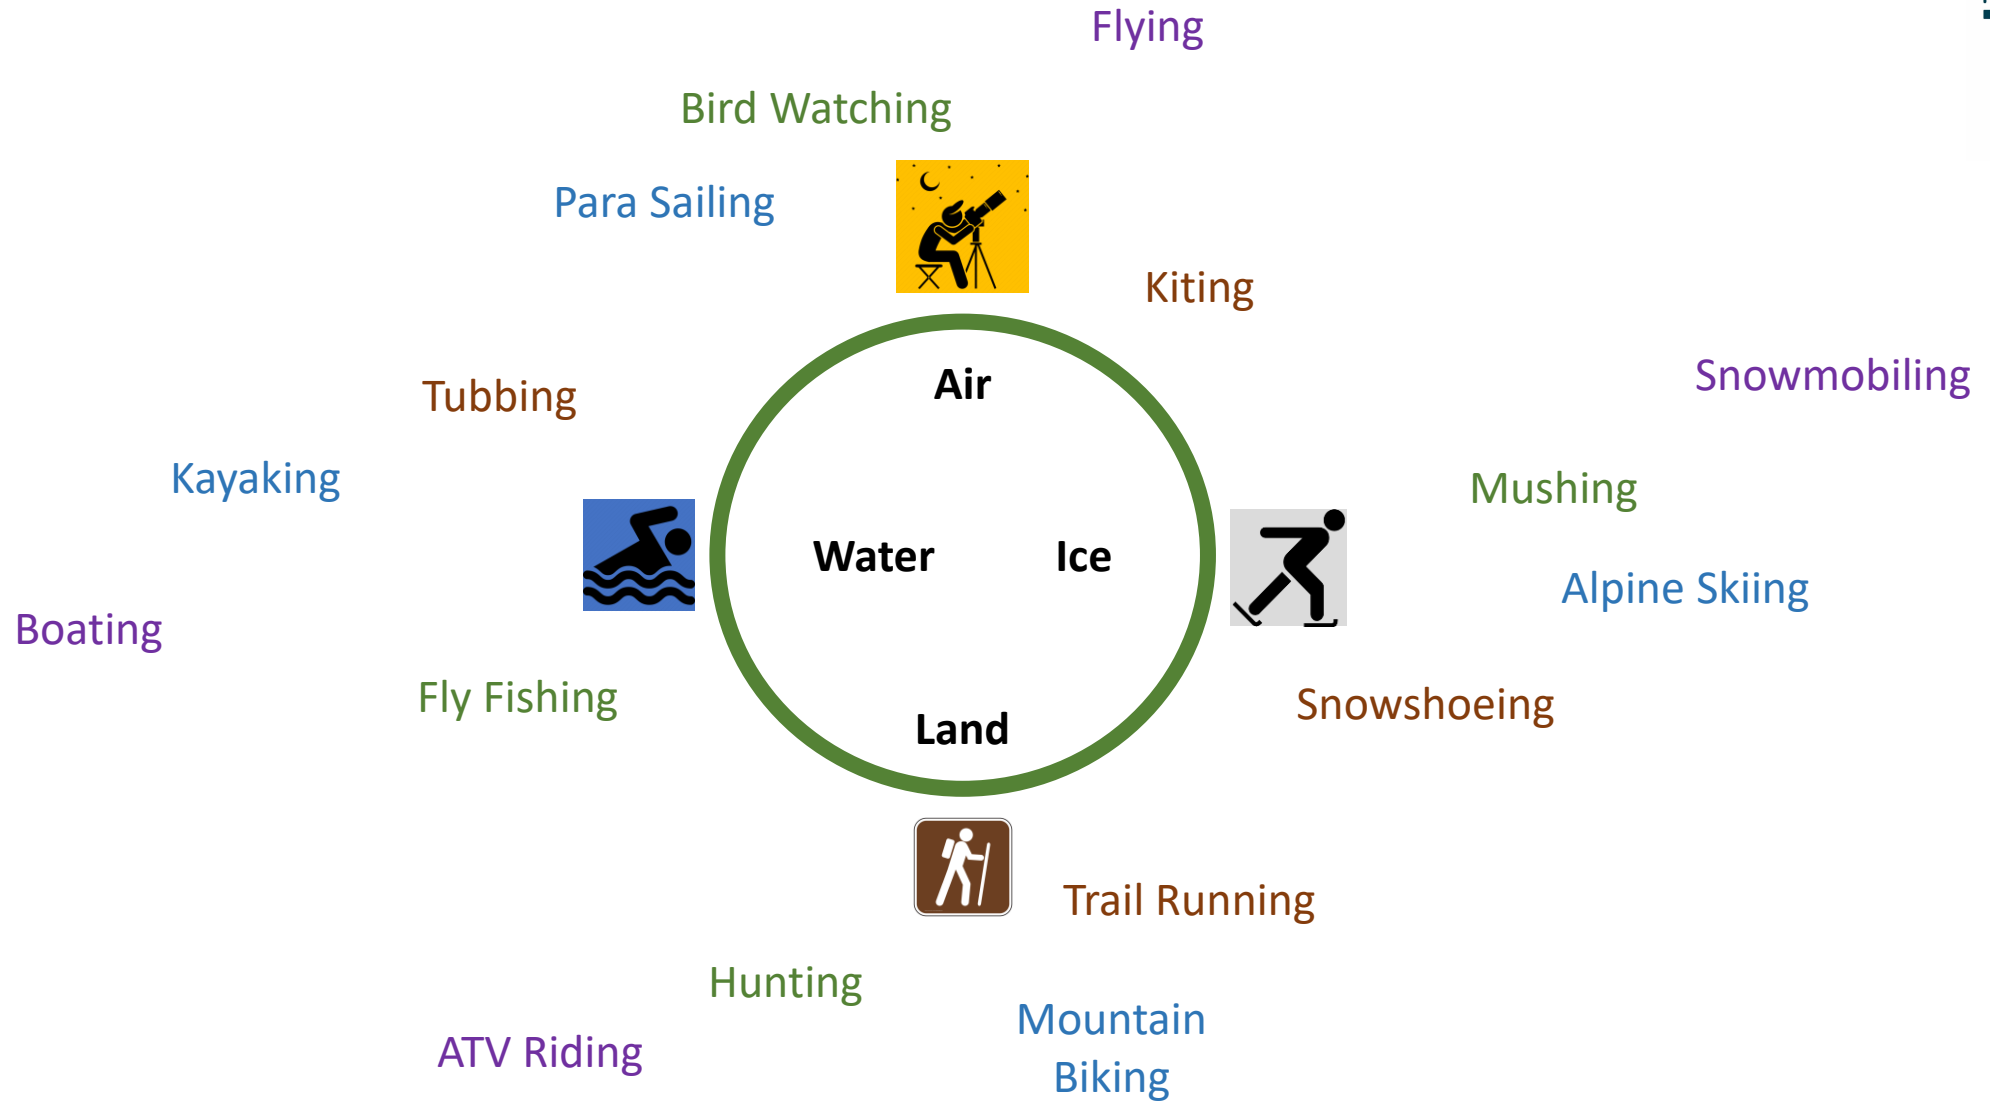 Flying
Bird Watching
Para Sailing
Kiting
Air
Snowmobiling
Tubbing
Kayaking
Mushing
Water
Ice
Alpine Skiing
Boating
Fly Fishing
Snowshoeing
Land
Trail Running
Hunting
Mountain
Biking
ATV Riding